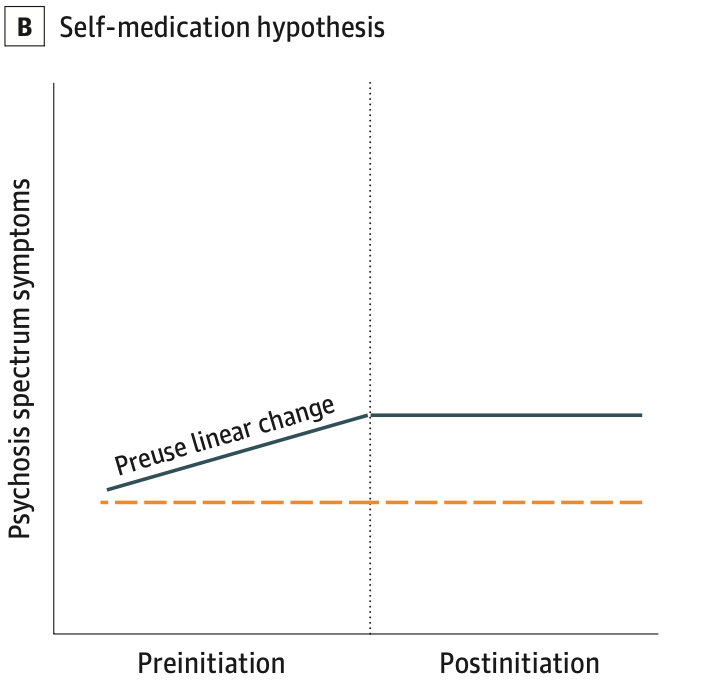 B Self-medication hypothesis
Psychosis spectrum symptoms
Preuse linear change
Preinitiation
Postinitiation